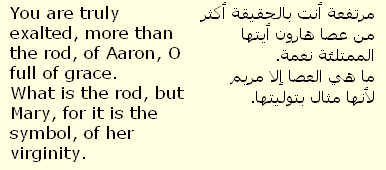 You are truly
exalted, more than
the rod, of Aaron, O
full of grace.
What is the rod, but
Mary, for it is the
symbol, of her
virginity.
مرتفعة أنت بالحقيقة أكثر
من عصا هارون أيتها
الممتلئة نعمة.
ما هي العصا إلا مريم
لأنها مثال بتوليتها.